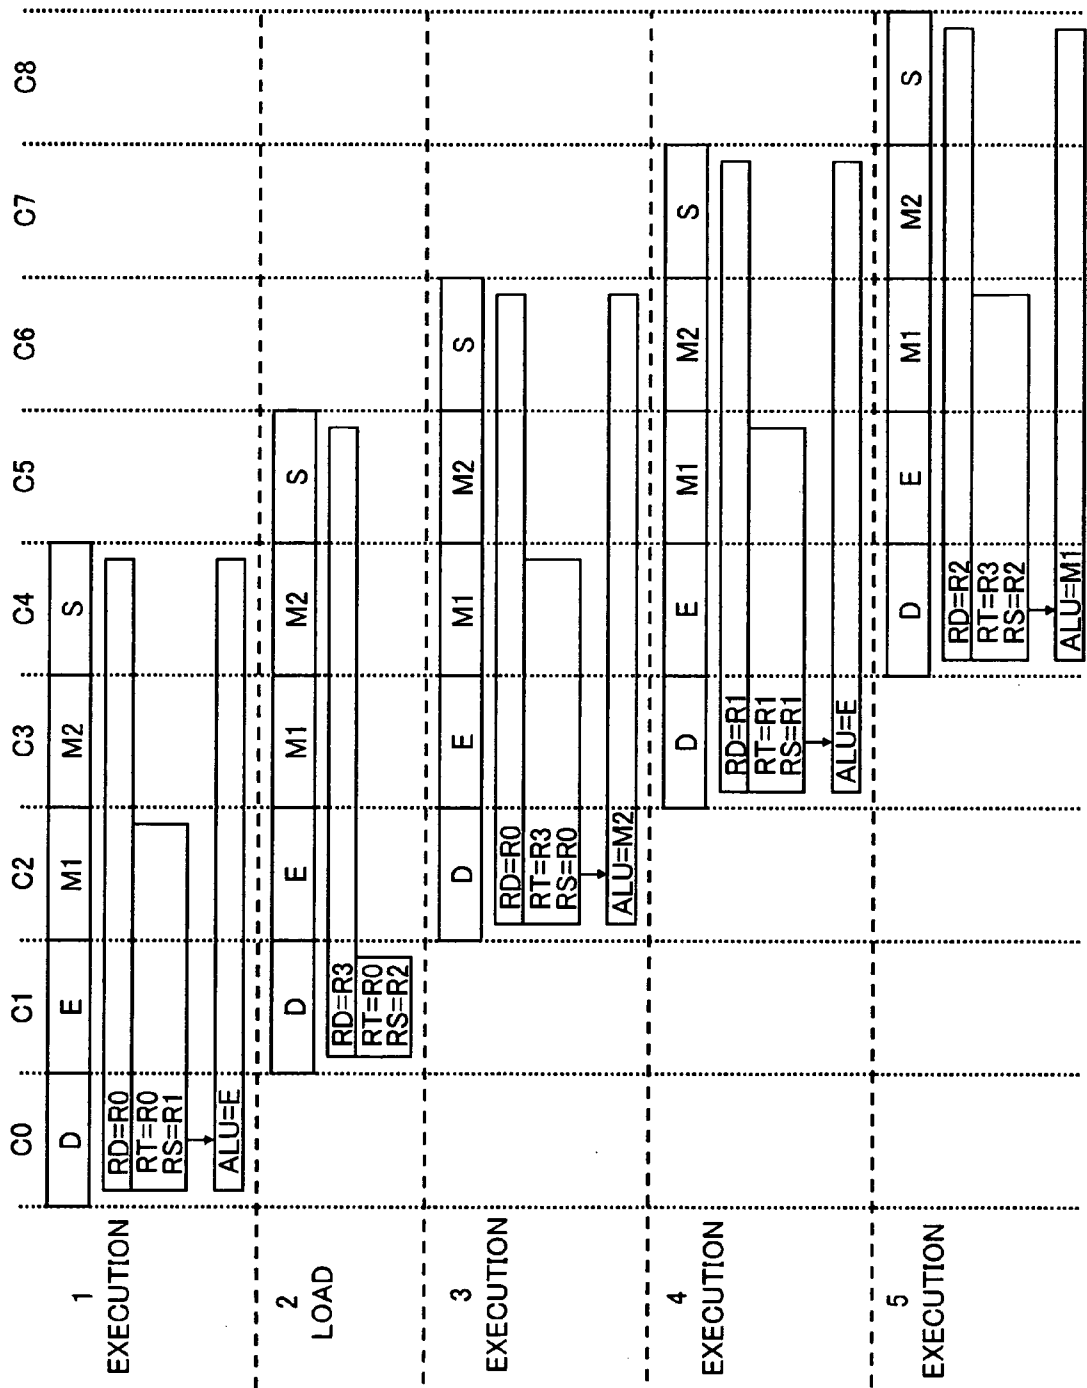 C0 C1 C2 C3 C4 C5 C6 C7 C8
1
EXECUTION
D E M1 M2 S
RD=R0
RT=R0
RS=R1
ALU=E
2
LOAD
D E M1 M2 S
RD=R3
RT=R0
RS=R2
3
EXECUTION
D E M1 M2 S
RD=R0
RT=R3
RS=R0
ALU=M2
4
EXECUTION
D E M1 M2 S
RD=R1
RT=R1
RS=R1
ALU=E
5
EXECUTION
D E M1 M2 S
RD=R2
RT=R3
RS=R2
ALU=M1